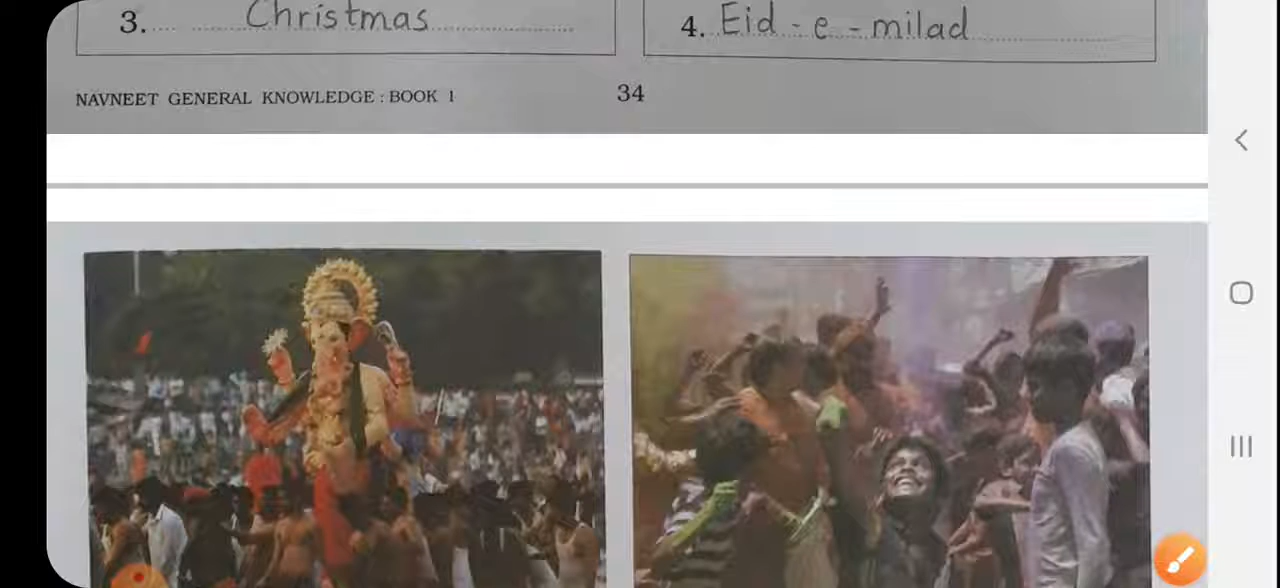 3. Christmas
4. Eid - e - milad
NAVNEET GENERAL KNOWLEDGE : BOOK 1
34